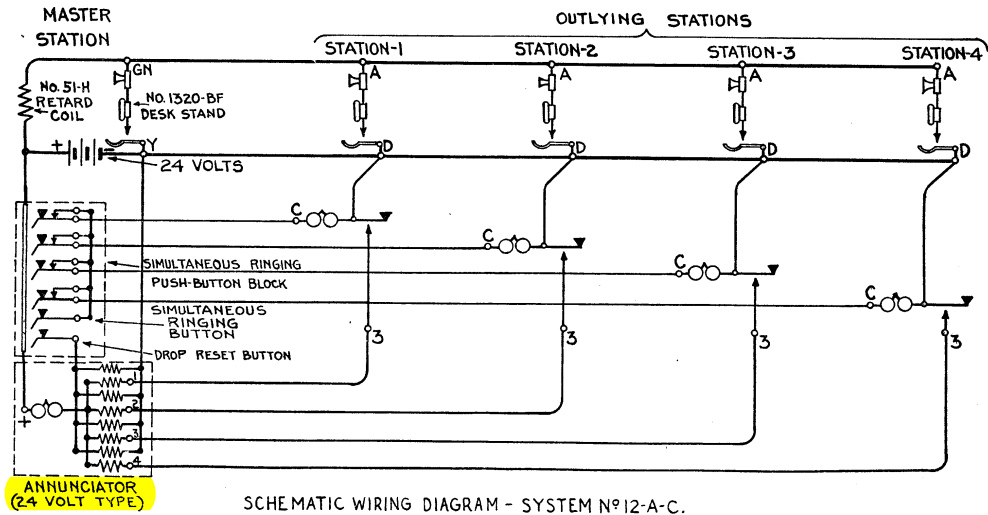 MASTER
STATION
OUTLYING STATIONS
STATION-1
STATION-2
STATION-3
STATION-4
GN
A
A
A
A
No. 51-H
RETARD
COIL
No. 1320-BF
DESK STAND
+
Y
D
D
D
D
24 VOLTS
C
C
C
C
SIMULTANEOUS RINGING
PUSH-BUTTON BLOCK
SIMULTANEOUS
RINGING
BUTTON
DROP RESET BUTTON
3
3
3
3
1
2
3
4
+
ANNUNCIATOR
(24 VOLT TYPE)
SCHEMATIC WIRING DIAGRAM - SYSTEM Nº 12-A-C.